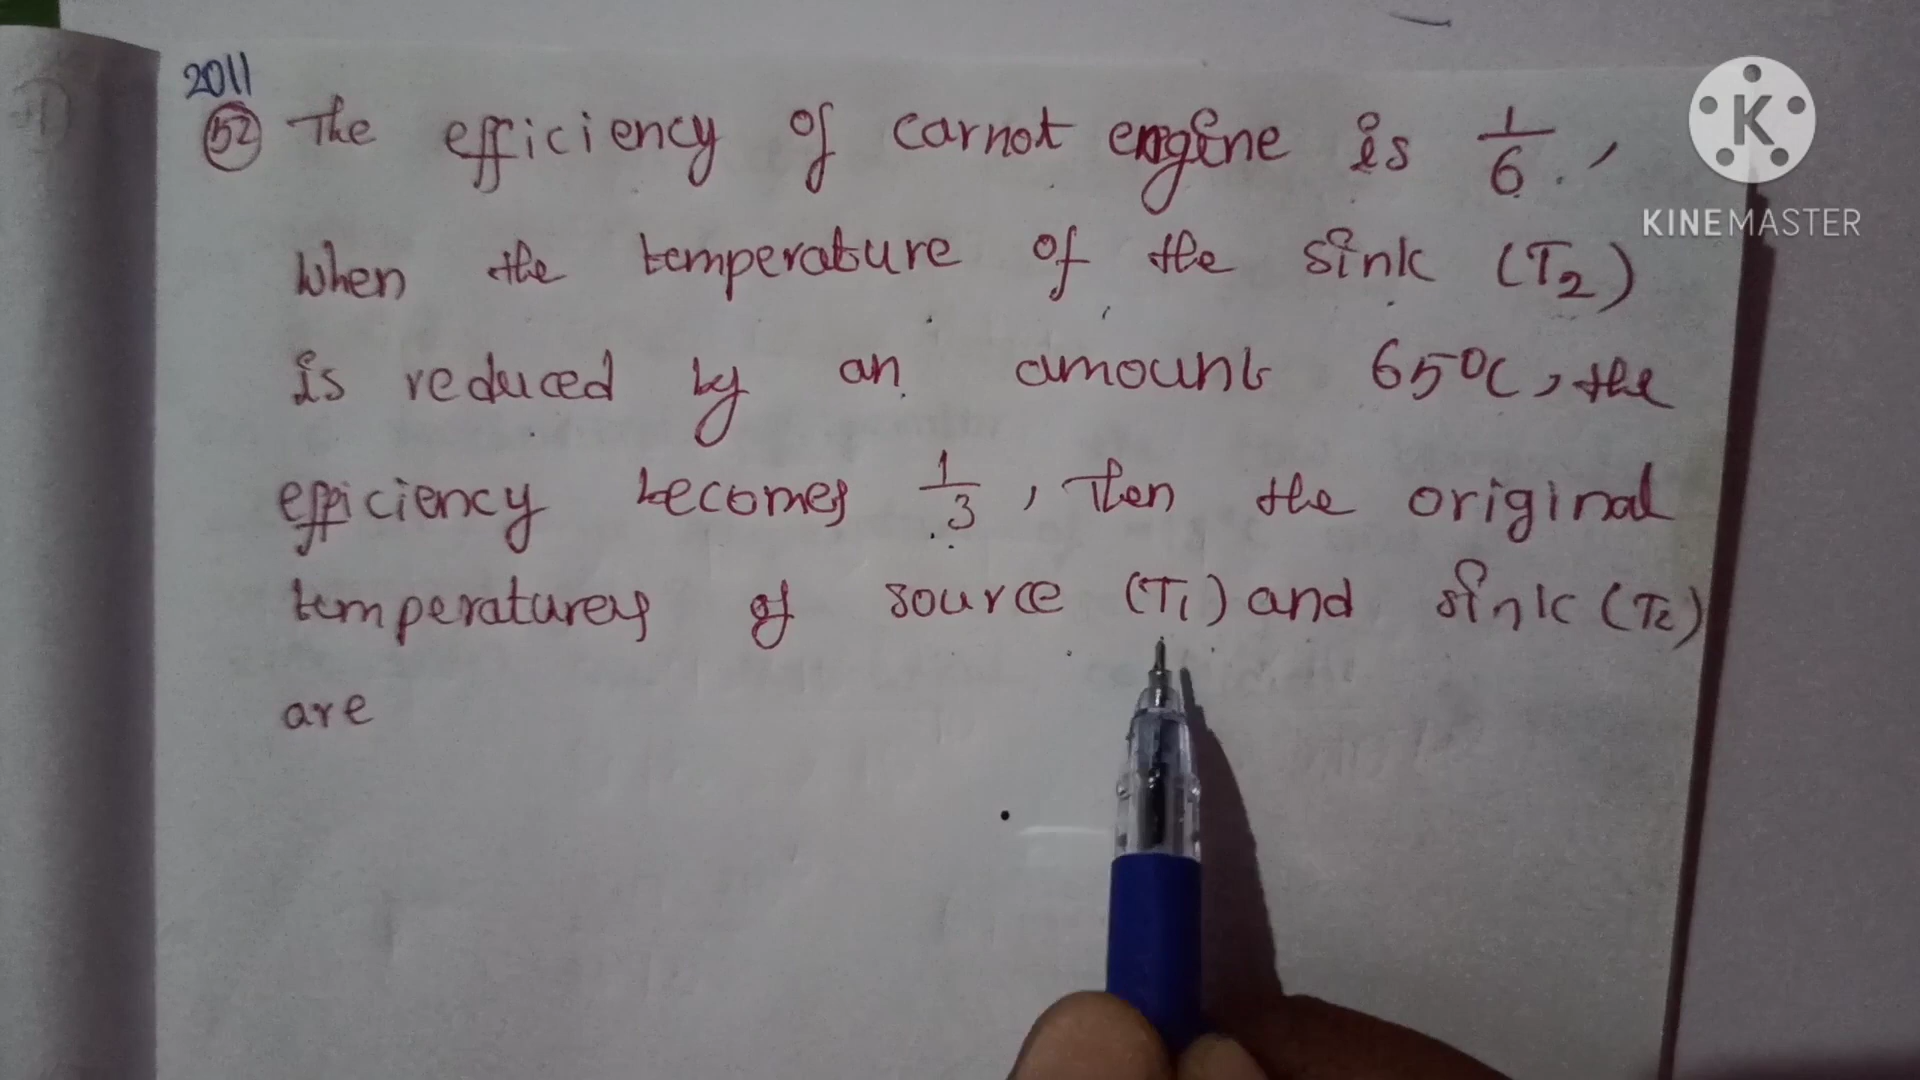 2011
52 The efficiency of carnot engine is 1/6,
when the temperature of the sink (T2)
is reduced by an amount 65°C, the
efficiency becomes 1/3, Then the original
temperatures of source (T1) and sink (T2)
are
K
KINEMASTER